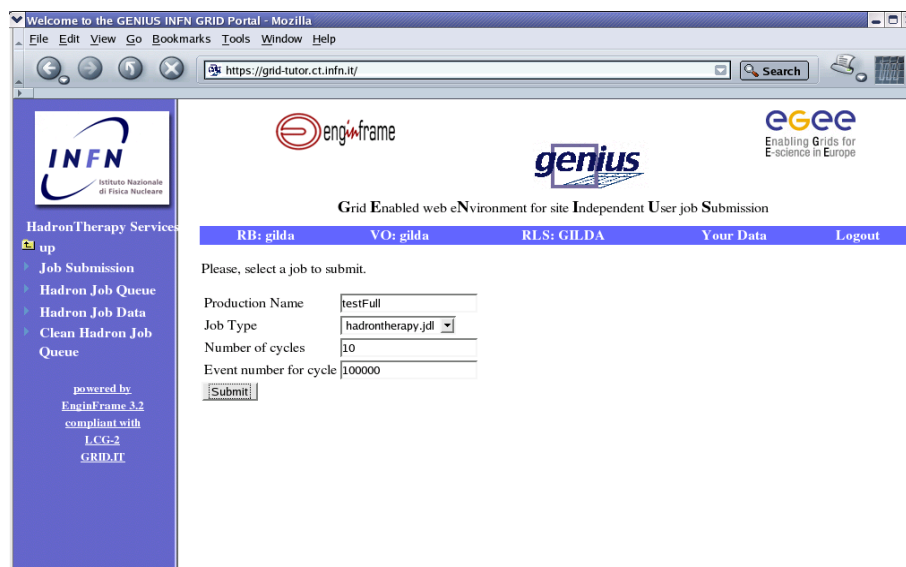 Welcome to the GENIUS INFN GRID Portal - Mozilla
File Edit View Go Bookmarks Tools Window Help
https://grid-tutor.ct.infn.it/
Search
INFN
Istituto Nazionale
di Fisica Nucleare
enginframe
genius
egee
Enabling Grids for
E-science in Europe
Grid Enabled web eNvironment for site Independent User job Submission
HadronTherapy Services
up
Job Submission
Hadron Job Queue
Hadron Job Data
Clean Hadron Job
Queue
powered by
EnginFrame 3.2
compliant with
LCG-2
GRID.IT
RB: gilda VO: gilda RLS: GILDA Your Data Logout
Please, select a job to submit.
Production Name testFull
Job Type hadrontherapy.jdl
Number of cycles 10
Event number for cycle 100000
Submit